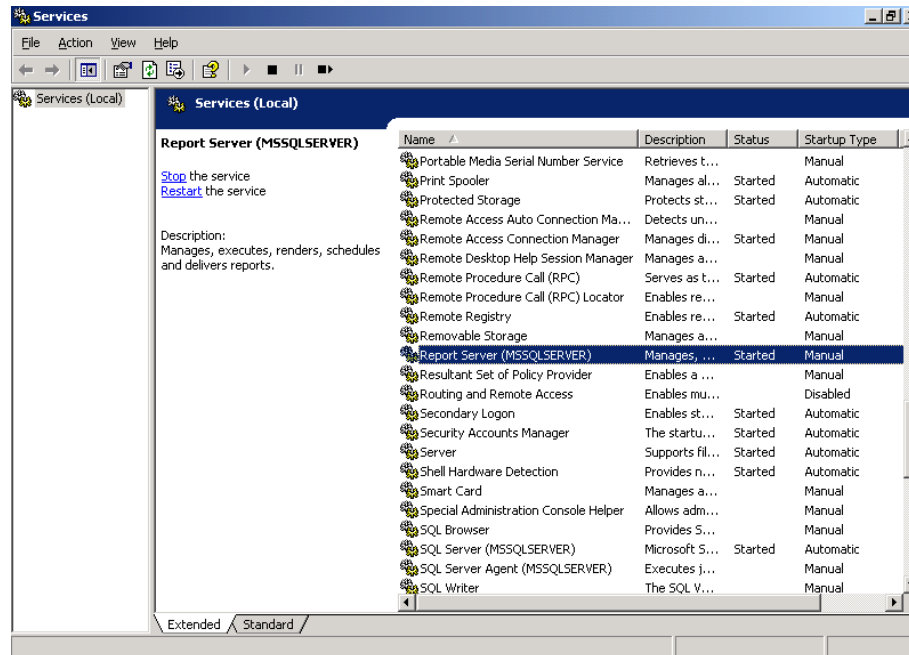 Services
File Action View Help
Services (Local)
Services (Local)
Report Server (MSSQLSERVER)
Stop the service
Restart the service
Description:
Manages, executes, renders, schedules
and delivers reports.
Name Description Status Startup Type
Portable Media Serial Number Service Retrieves t... Manual
Print Spooler Manages al... Started Automatic
Protected Storage Protects st... Started Automatic
Remote Access Auto Connection Ma... Detects un... Manual
Remote Access Connection Manager Manages di... Started Manual
Remote Desktop Help Session Manager Manages a... Manual
Remote Procedure Call (RPC) Serves as t... Started Automatic
Remote Procedure Call (RPC) Locator Enables re... Manual
Remote Registry Enables re... Started Automatic
Removable Storage Manages a... Manual
Report Server (MSSQLSERVER) Manages, ... Started Manual
Resultant Set of Policy Provider Enables a ... Manual
Routing and Remote Access Enables mu... Disabled
Secondary Logon Enables st... Started Automatic
Security Accounts Manager The startu... Started Automatic
Server Supports fil... Started Automatic
Shell Hardware Detection Provides n... Started Automatic
Smart Card Manages a... Manual
Special Administration Console Helper Allows adm... Manual
SQL Browser Provides S... Manual
SQL Server (MSSQLSERVER) Microsoft S... Started Automatic
SQL Server Agent (MSSQLSERVER) Executes j... Manual
SQL Writer The SQL V... Manual
Extended Standard